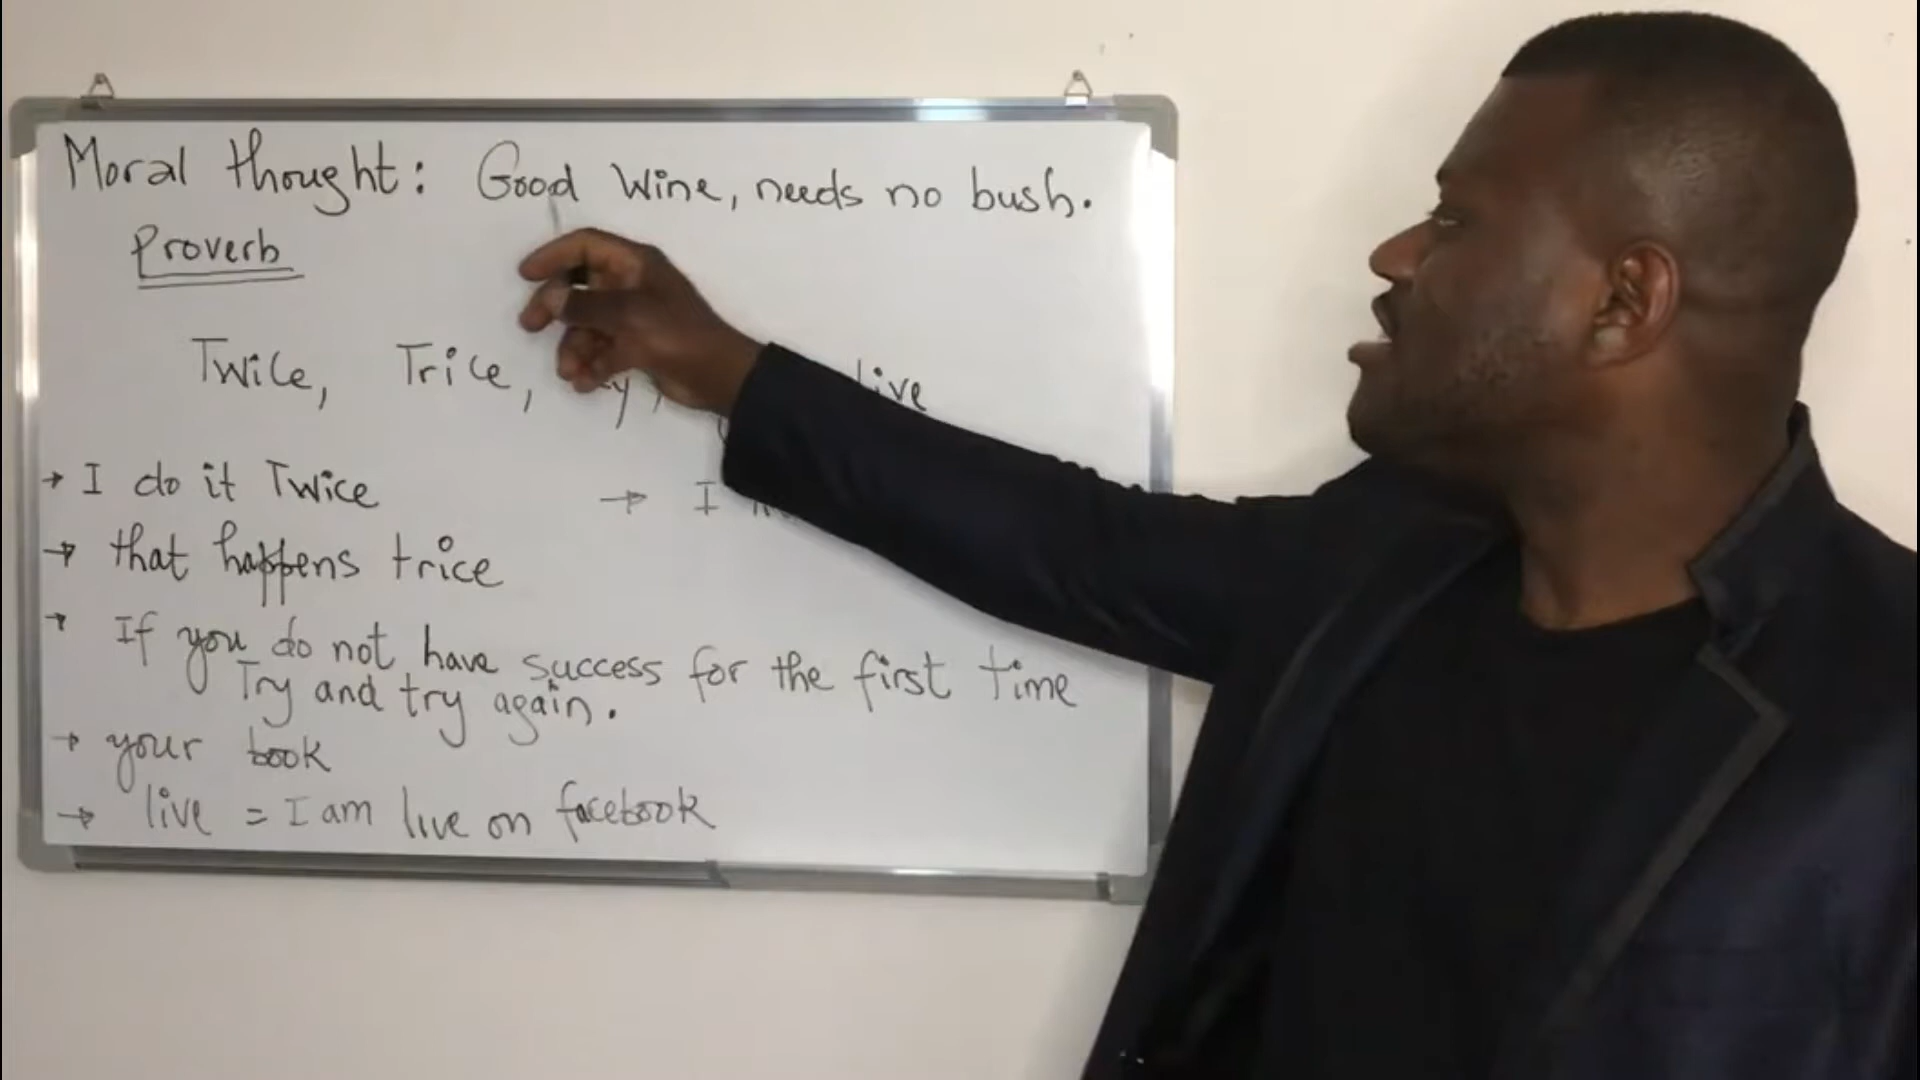 Moral thought: Good Wine, needs no bush.
Proverb
Twice, Trice, live
→ I do it Twice → I
→ that happens trice
→ If you do not have success for the first time
Try and try again.
→ your book
→ live = I am live on facebook